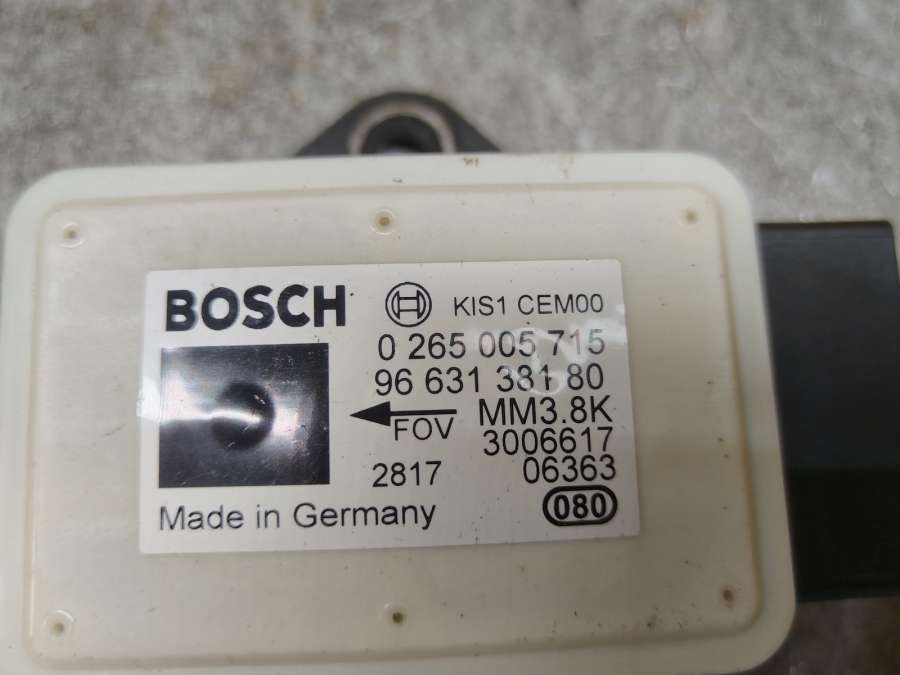 BOSCH KIS1 CEM00
0 265 005 715
96 631 381 80
FOV MM3.8K
3006617
2817 06363
Made in Germany 080